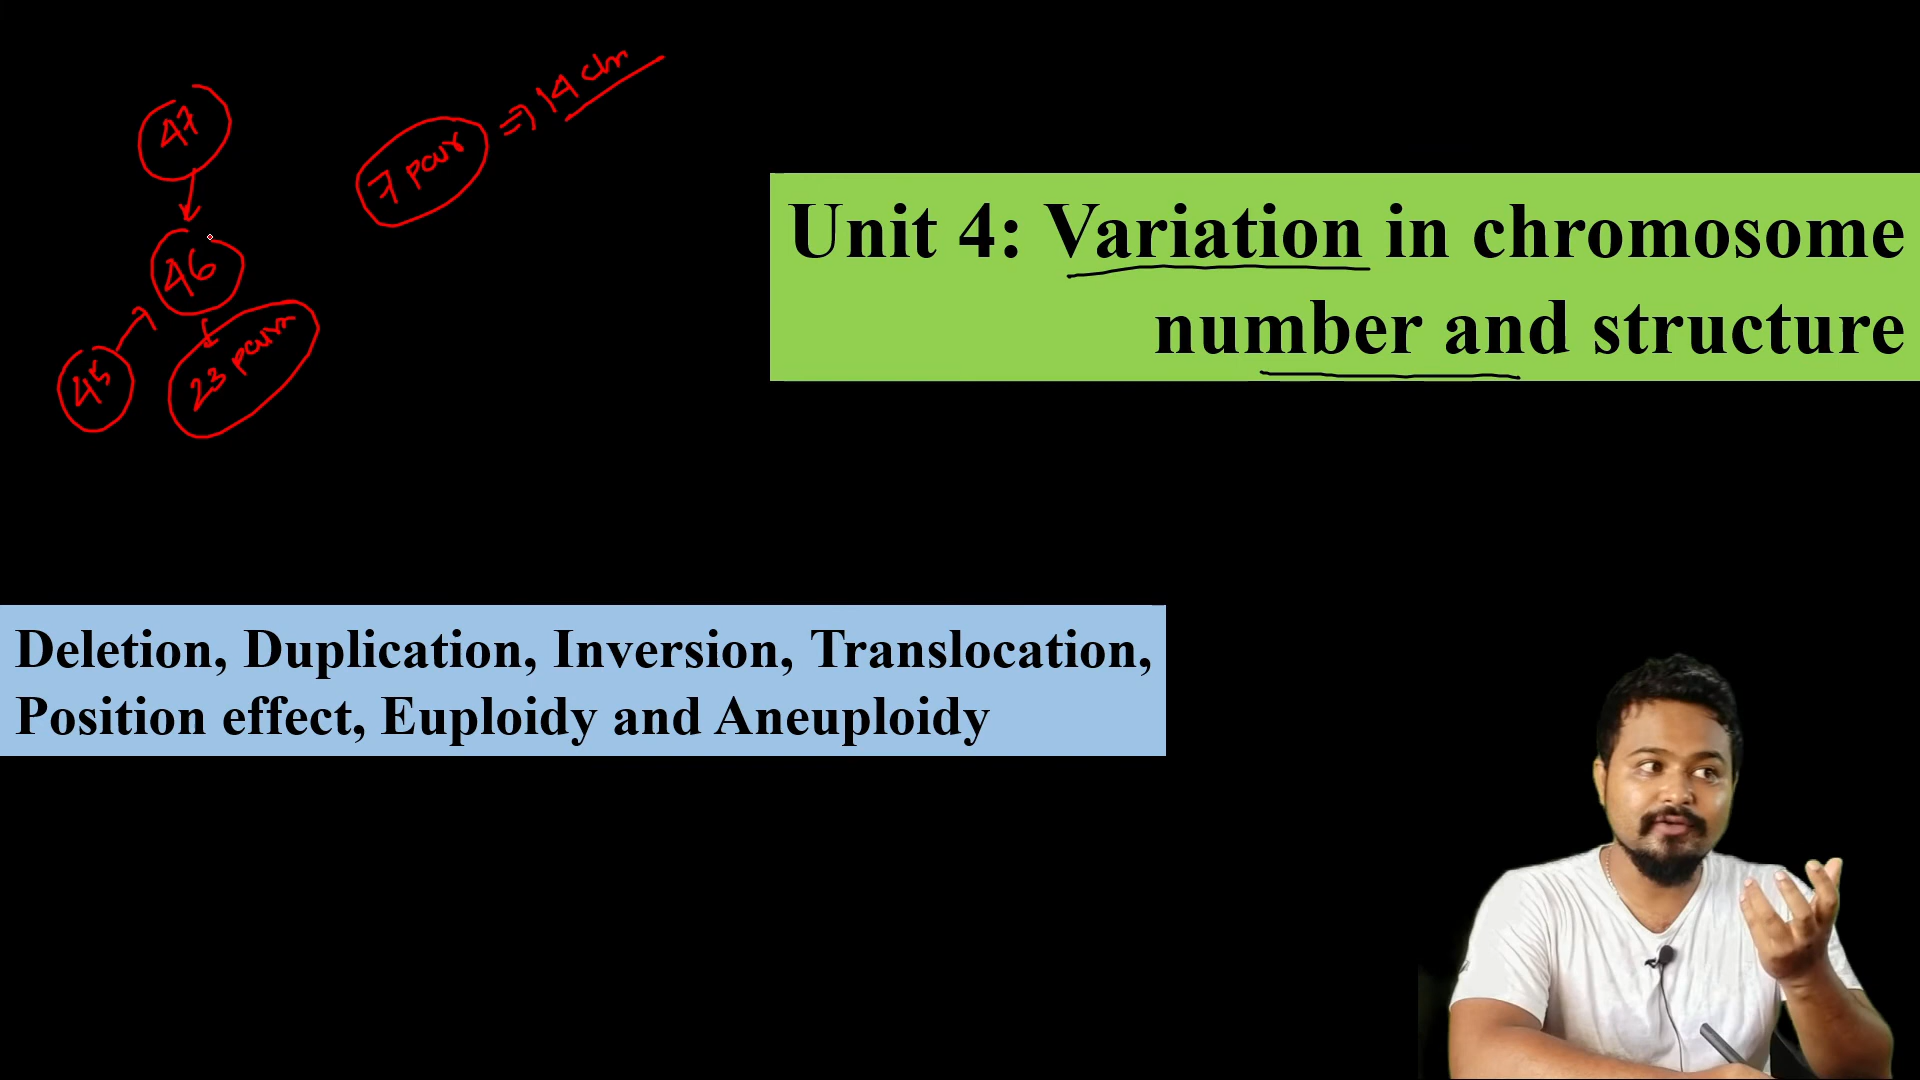 47
7 pair => 14 chr
46
45
23 pairs
Unit 4: Variation in chromosome
number and structure
Deletion, Duplication, Inversion, Translocation,
Position effect, Euploidy and Aneuploidy